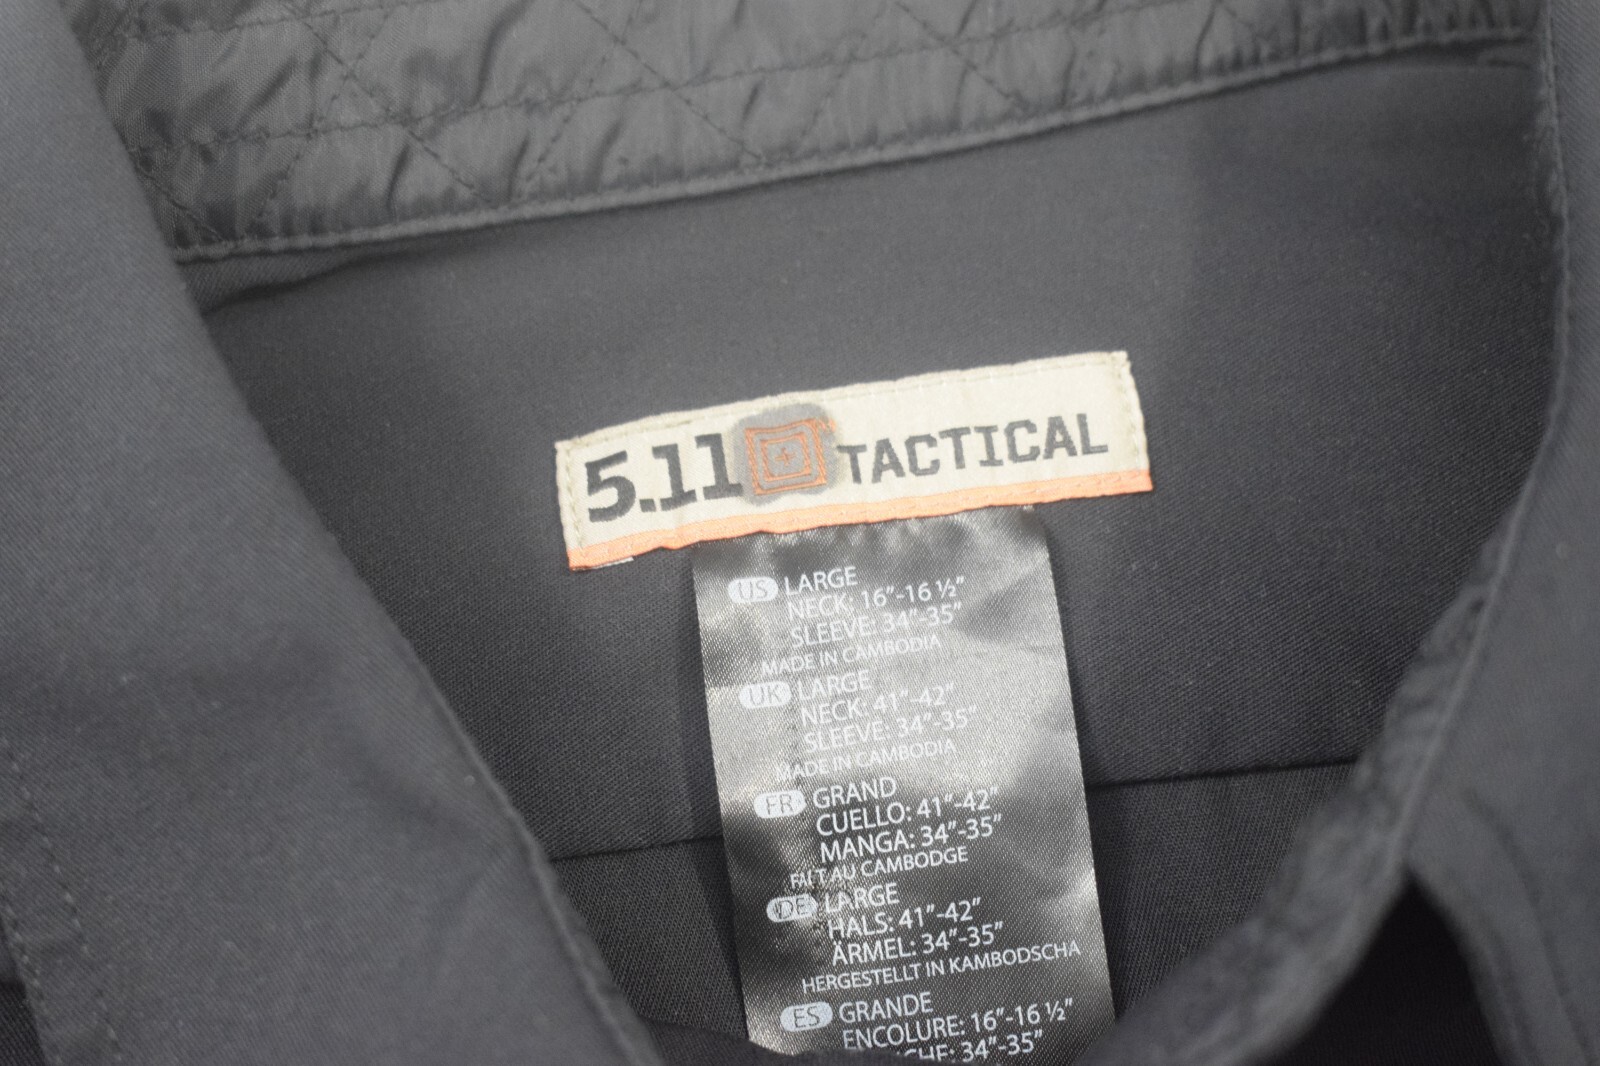 5.11 TACTICAL
US LARGE
NECK: 16"-16 ½"
SLEEVE: 34"-35"
MADE IN CAMBODIA
UK LARGE
NECK: 41"-42"
SLEEVE: 34"-35"
MADE IN CAMBODIA
FR GRAND
CUELLO: 41"-42"
MANGA: 34"-35"
FAIT AU CAMBODGE
DE LARGE
HALS: 41"-42"
ÄRMEL: 34"-35"
HERGESTELLT IN KAMBODSCHA
ES GRANDE
ENCOLURE: 16"-16 ½"
34"-35"